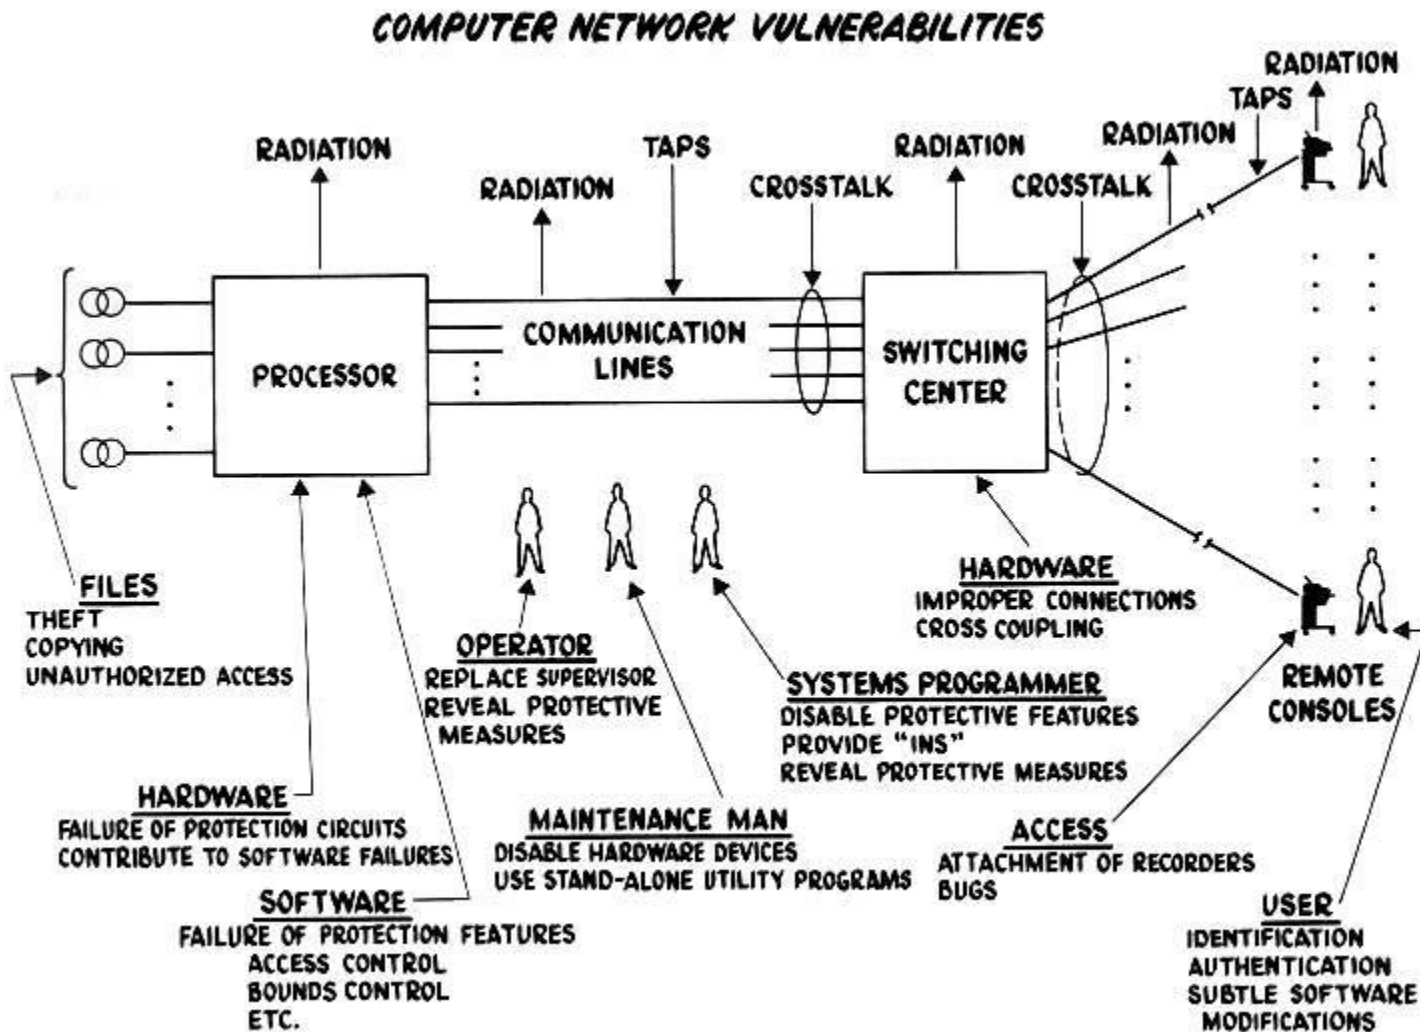 COMPUTER NETWORK VULNERABILITIES
RADIATION
TAPS
RADIATION
RADIATION
TAPS
RADIATION
RADIATION
CROSSTALK
CROSSTALK
RADIATION
PROCESSOR
COMMUNICATION
LINES
SWITCHING
CENTER
FILES
THEFT
COPYING
UNAUTHORIZED ACCESS
OPERATOR
REPLACE SUPERVISOR
REVEAL PROTECTIVE
MEASURES
HARDWARE
IMPROPER CONNECTIONS
CROSS COUPLING
SYSTEMS PROGRAMMER
DISABLE PROTECTIVE FEATURES
PROVIDE "INS"
REVEAL PROTECTIVE MEASURES
REMOTE
CONSOLES
HARDWARE
FAILURE OF PROTECTION CIRCUITS
CONTRIBUTE TO SOFTWARE FAILURES
MAINTENANCE MAN
DISABLE HARDWARE DEVICES
USE STAND-ALONE UTILITY PROGRAMS
ACCESS
ATTACHMENT OF RECORDERS
BUGS
SOFTWARE
FAILURE OF PROTECTION FEATURES
ACCESS CONTROL
BOUNDS CONTROL
ETC.
USER
IDENTIFICATION
AUTHENTICATION
SUBTLE SOFTWARE
MODIFICATIONS